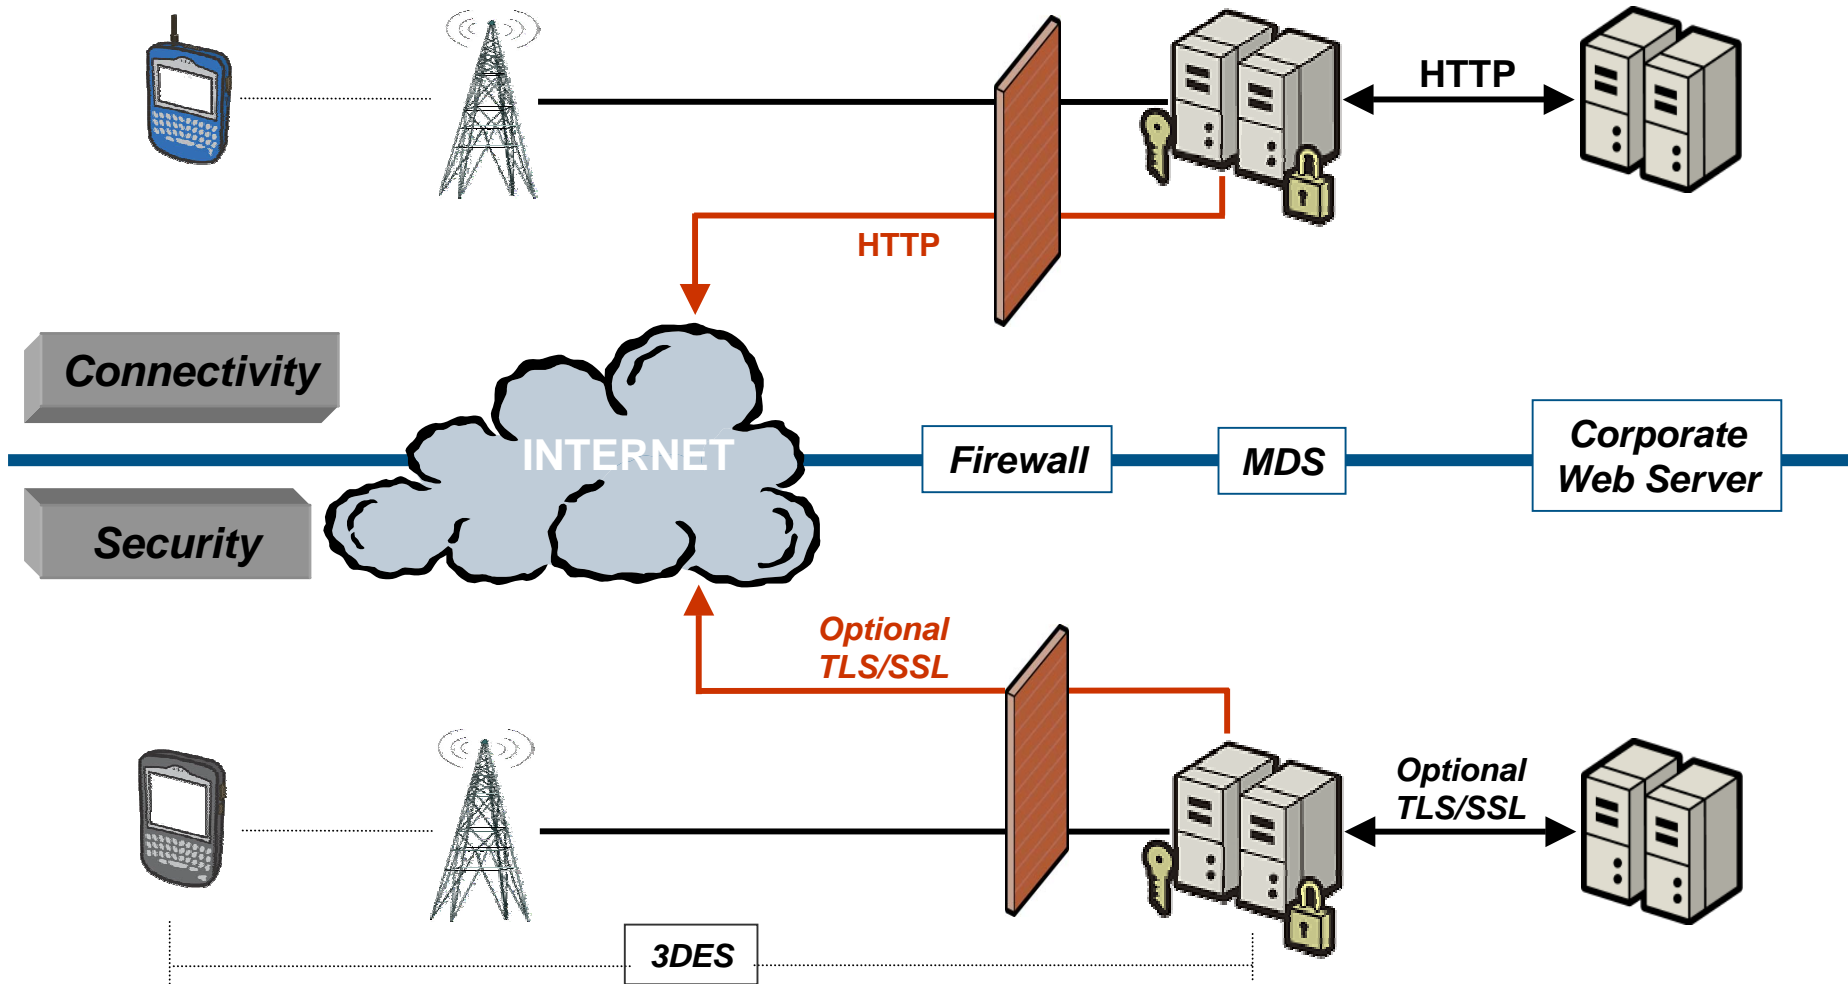 HTTP
HTTP
Connectivity
INTERNET
Firewall
MDS
Corporate
Web Server
Security
Optional
TLS/SSL
Optional
TLS/SSL
3DES